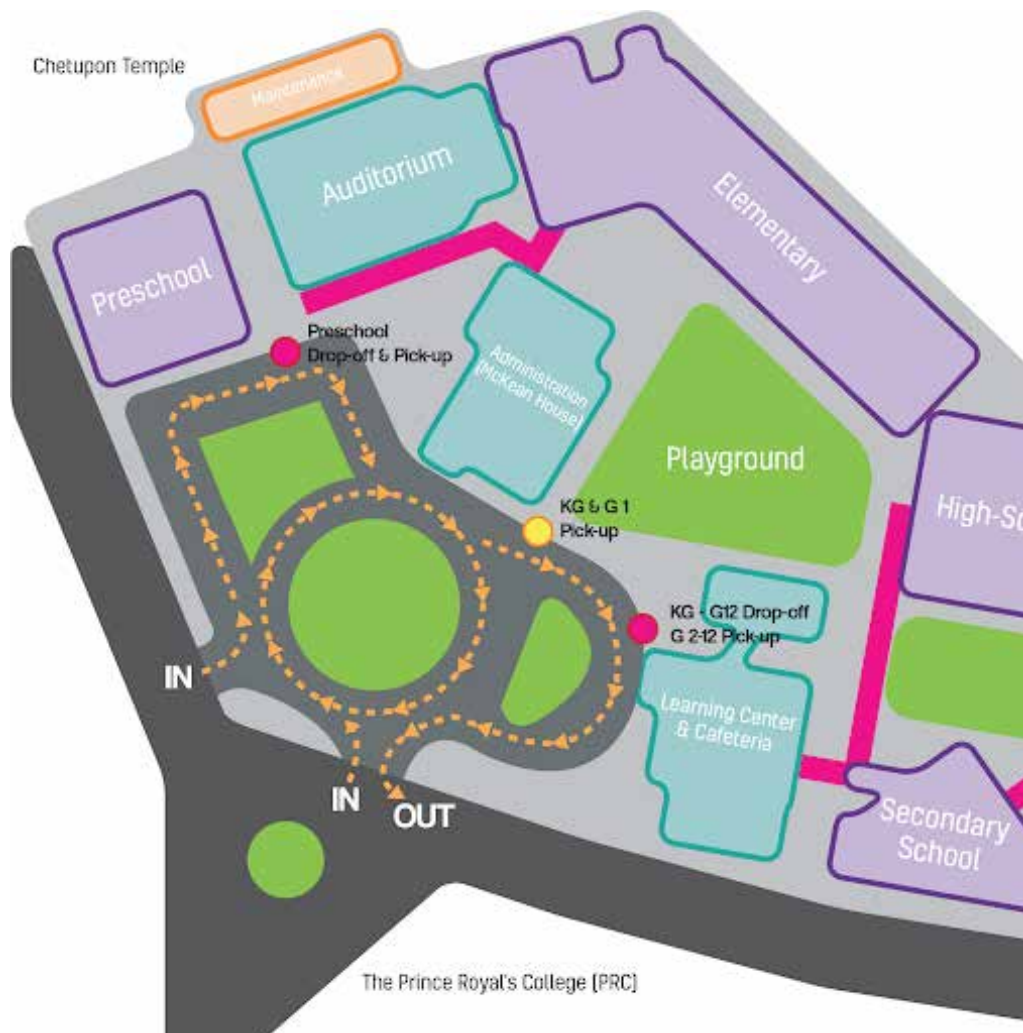 Chetupon Temple
Maintenance
Auditorium
Elementary
Preschool
Preschool
Drop-off & Pick-up
Administration
(McKean House)
Playground
High-Sc
KG & G 1
Pick-up
KG - G12 Drop-off
G 2-12 Pick-up
IN
Learning Center
& Cafeteria
IN
OUT
Secondary
School
The Prince Royal's College (PRC)